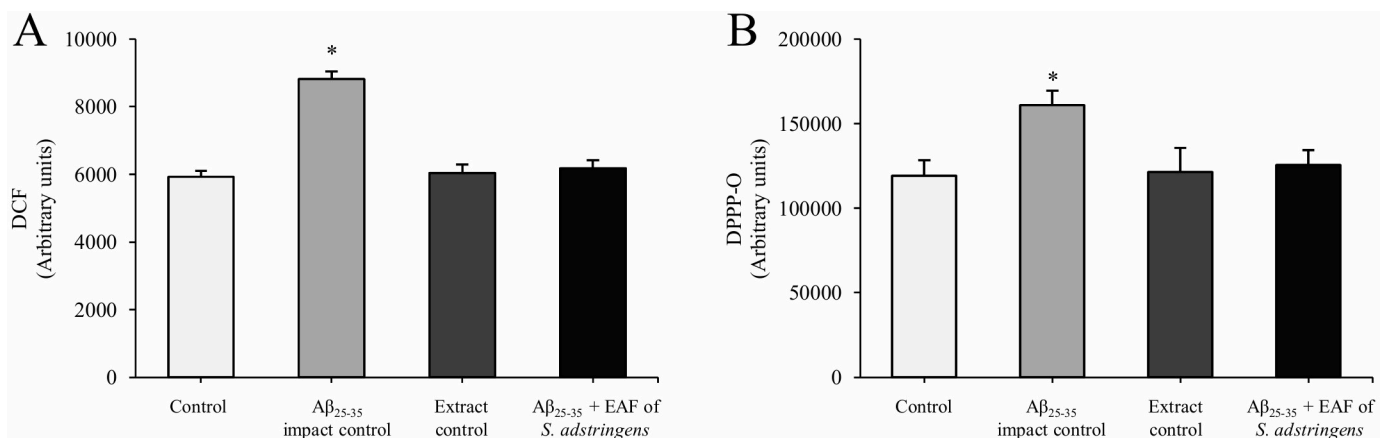 A
DCF
(Arbitrary units)
10000
8000
6000
4000
2000
0
*
Control
Aβ25-35
impact control
Extract
control
Aβ25-35 + EAF of
S. adstringens
B
DPPP-O
(Arbitrary units)
200000
150000
100000
50000
0
*
Control
Aβ25-35
impact control
Extract
control
Aβ25-35 + EAF of
S. adstringens